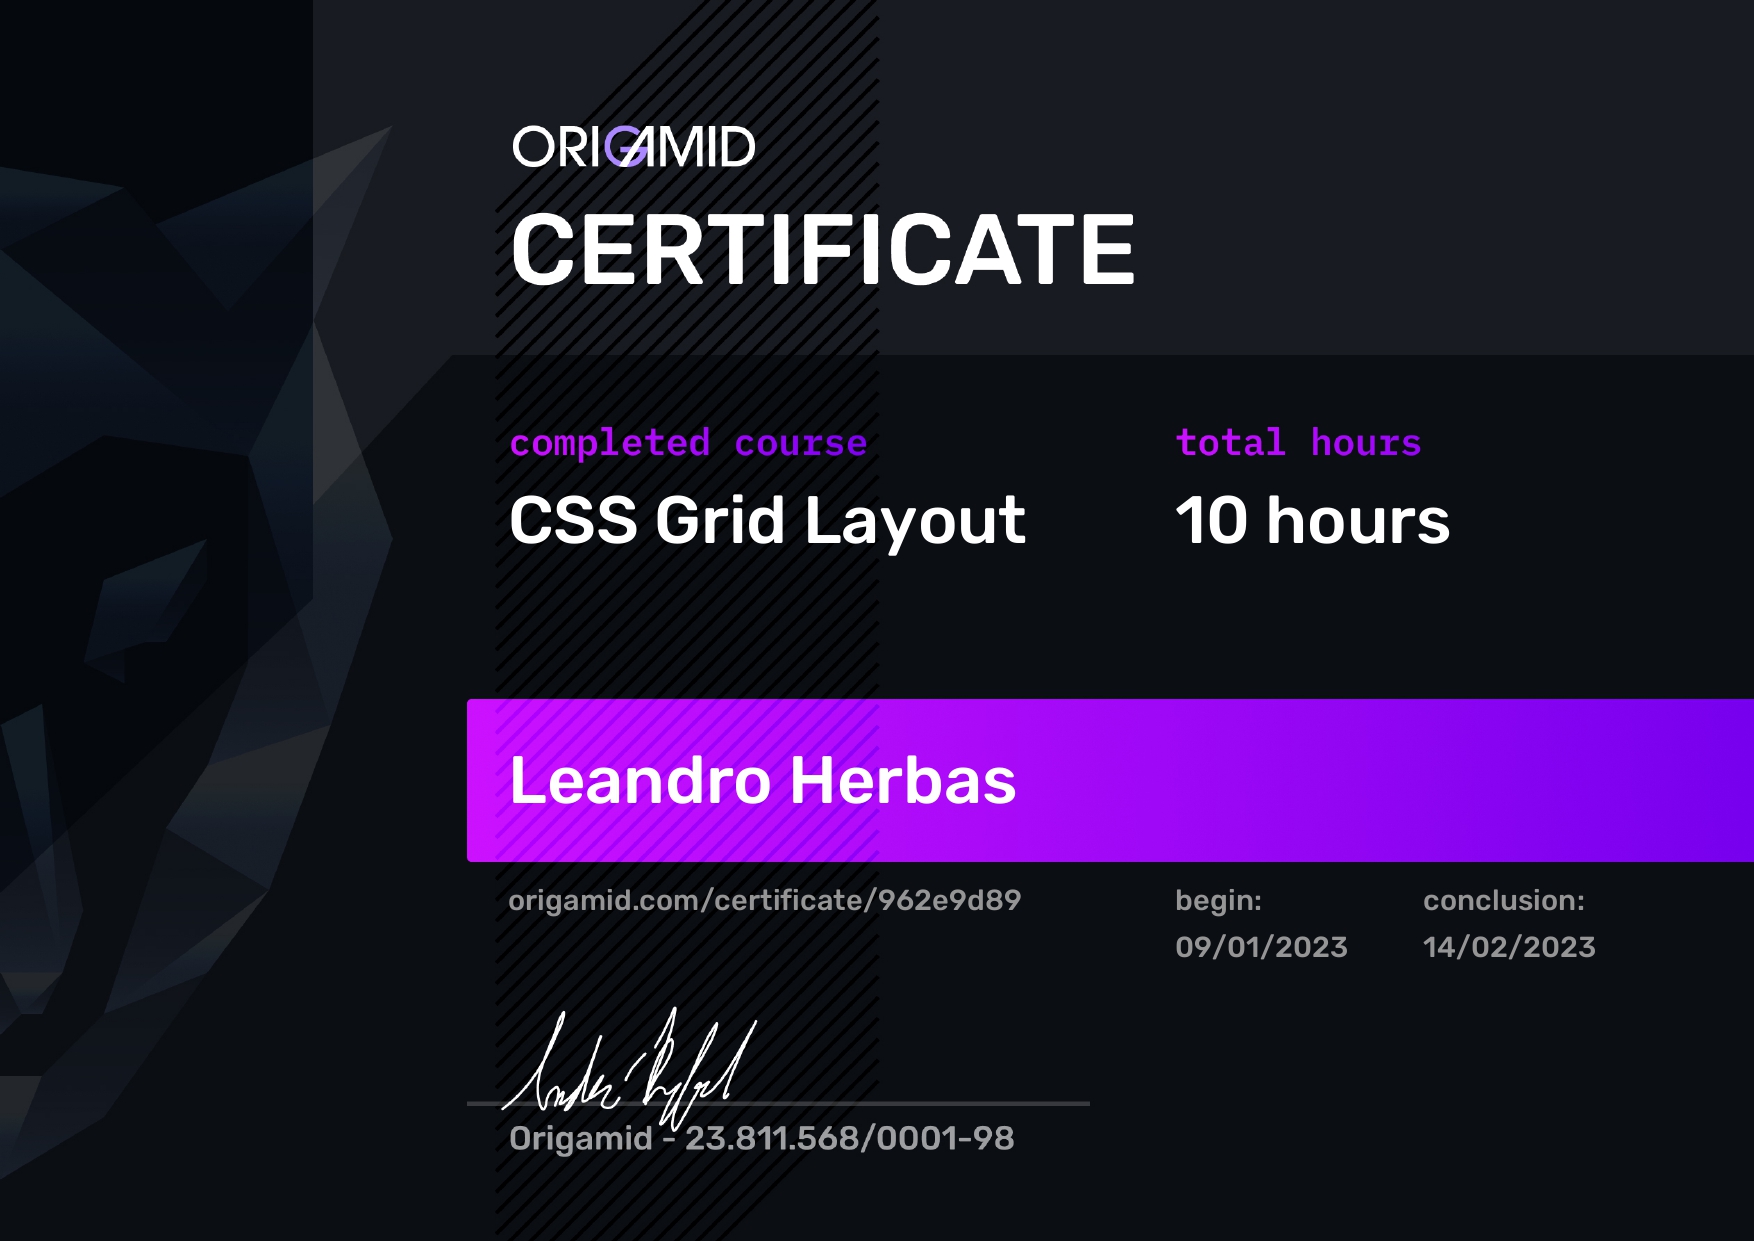 ORIGAMID
CERTIFICATE
completed course
CSS Grid Layout
total hours
10 hours
Leandro Herbas
origamid.com/certificate/962e9d89
begin:
09/01/2023
conclusion:
14/02/2023
Origamid - 23.811.568/0001-98